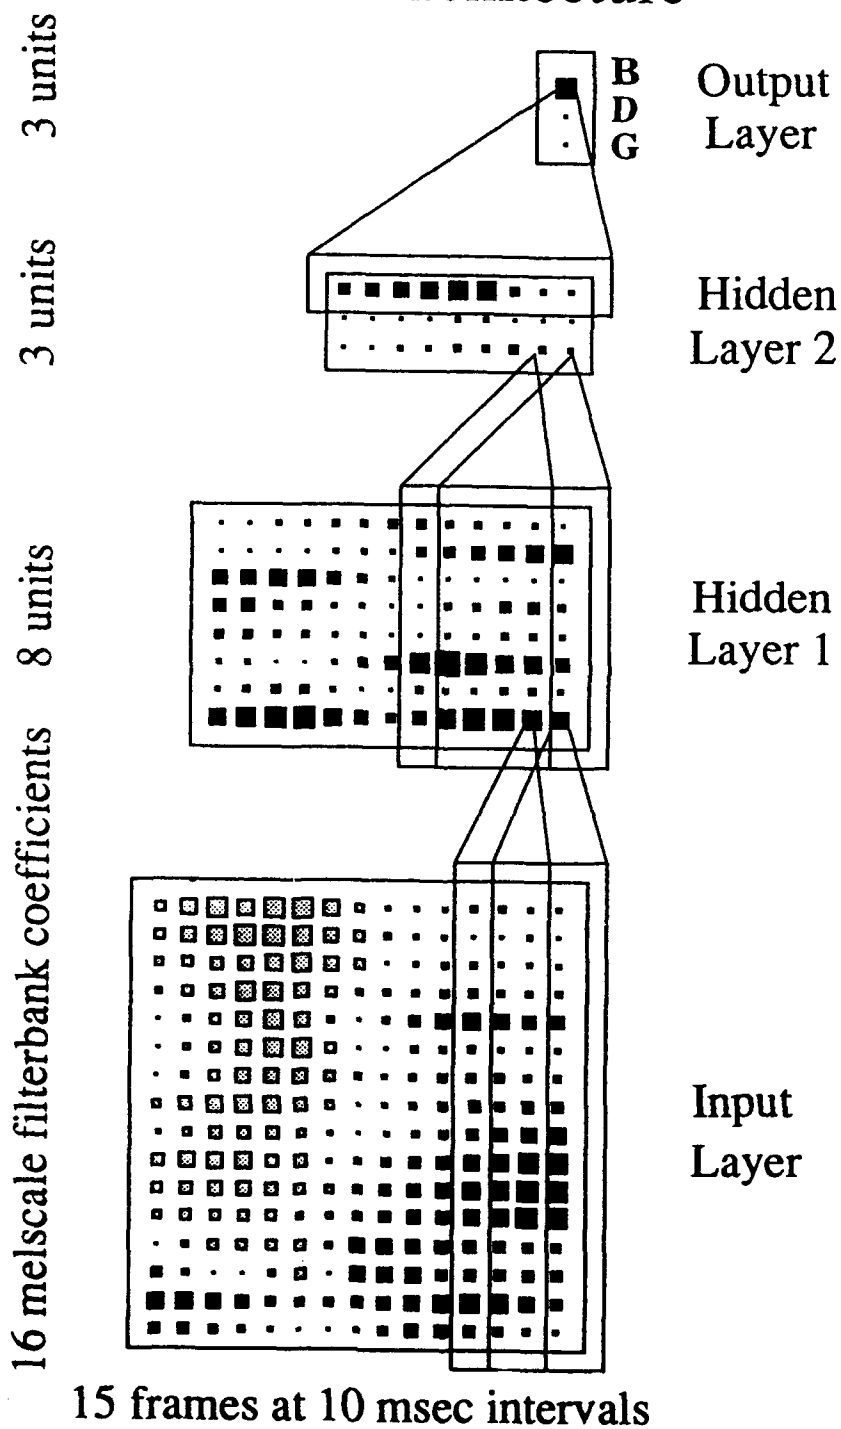 3 units
B
D
G
Output
Layer
3 units
Hidden
Layer 2
8 units
Hidden
Layer 1
16 melscale filterbank coefficients
Input
Layer
15 frames at 10 msec intervals